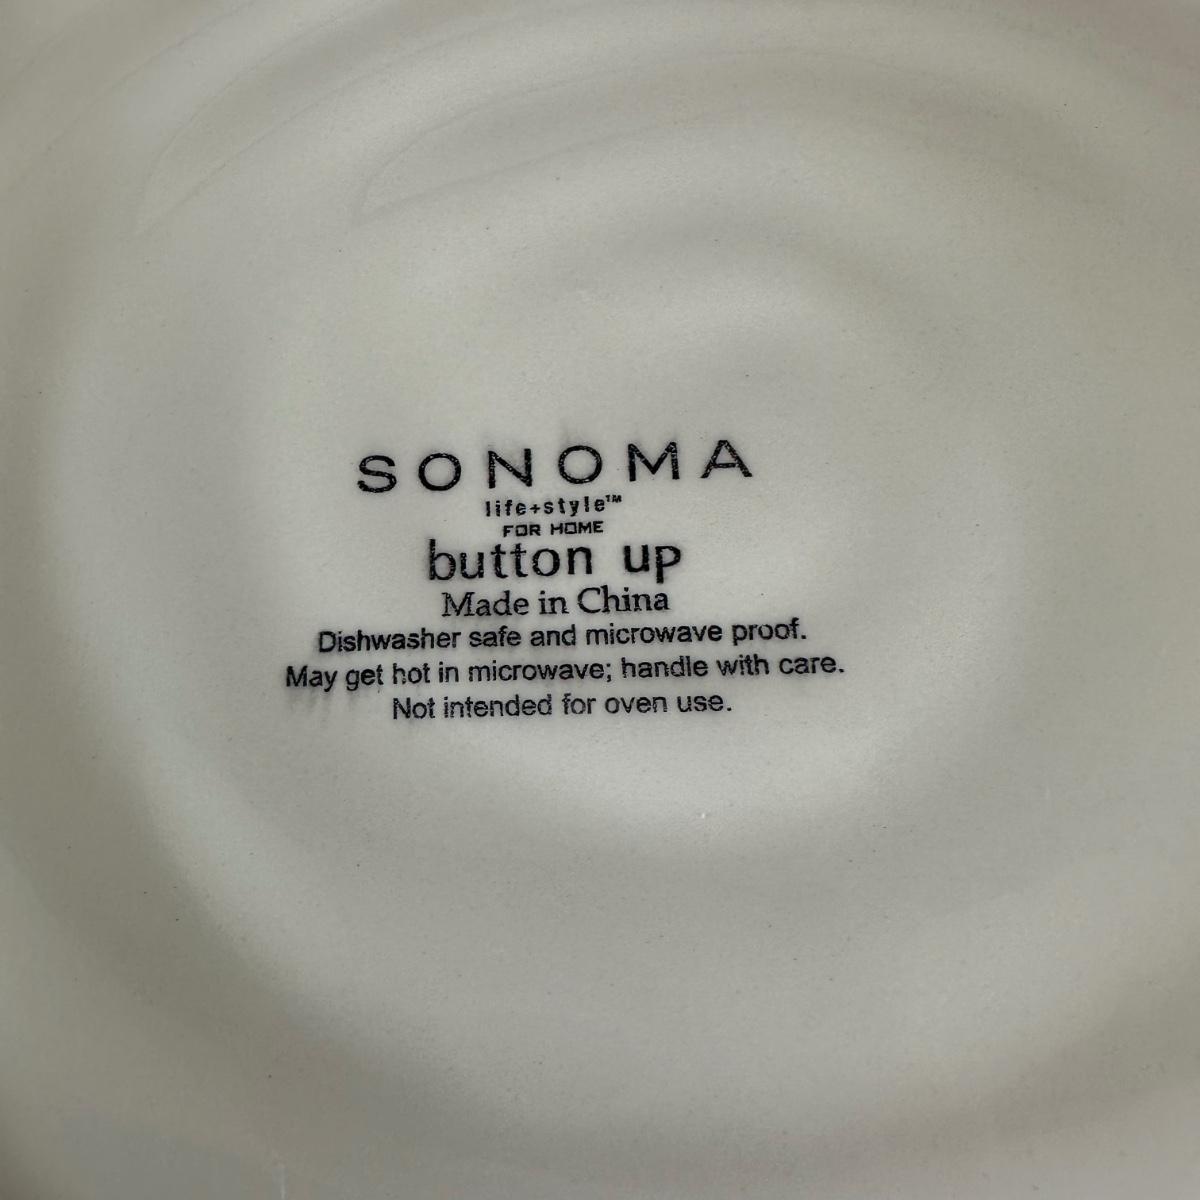 SONOMA
life+style™
FOR HOME
button up
Made in China
Dishwasher safe and microwave proof.
May get hot in microwave; handle with care.
Not intended for oven use.